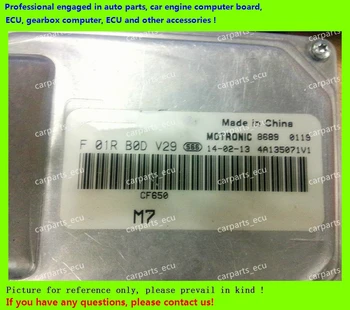 Professional engaged in auto parts, car engine computer board,
ECU, gearbox computer, ECU and other accessories !
Made in China
MOTRONIC 8689 0115
F 01R B0D V29 S66 14-02-13 4A135071V1
CF650
M7
carparts_ecu
Picture for reference only, please prevail in kind !
If you have any questions, please contact us!